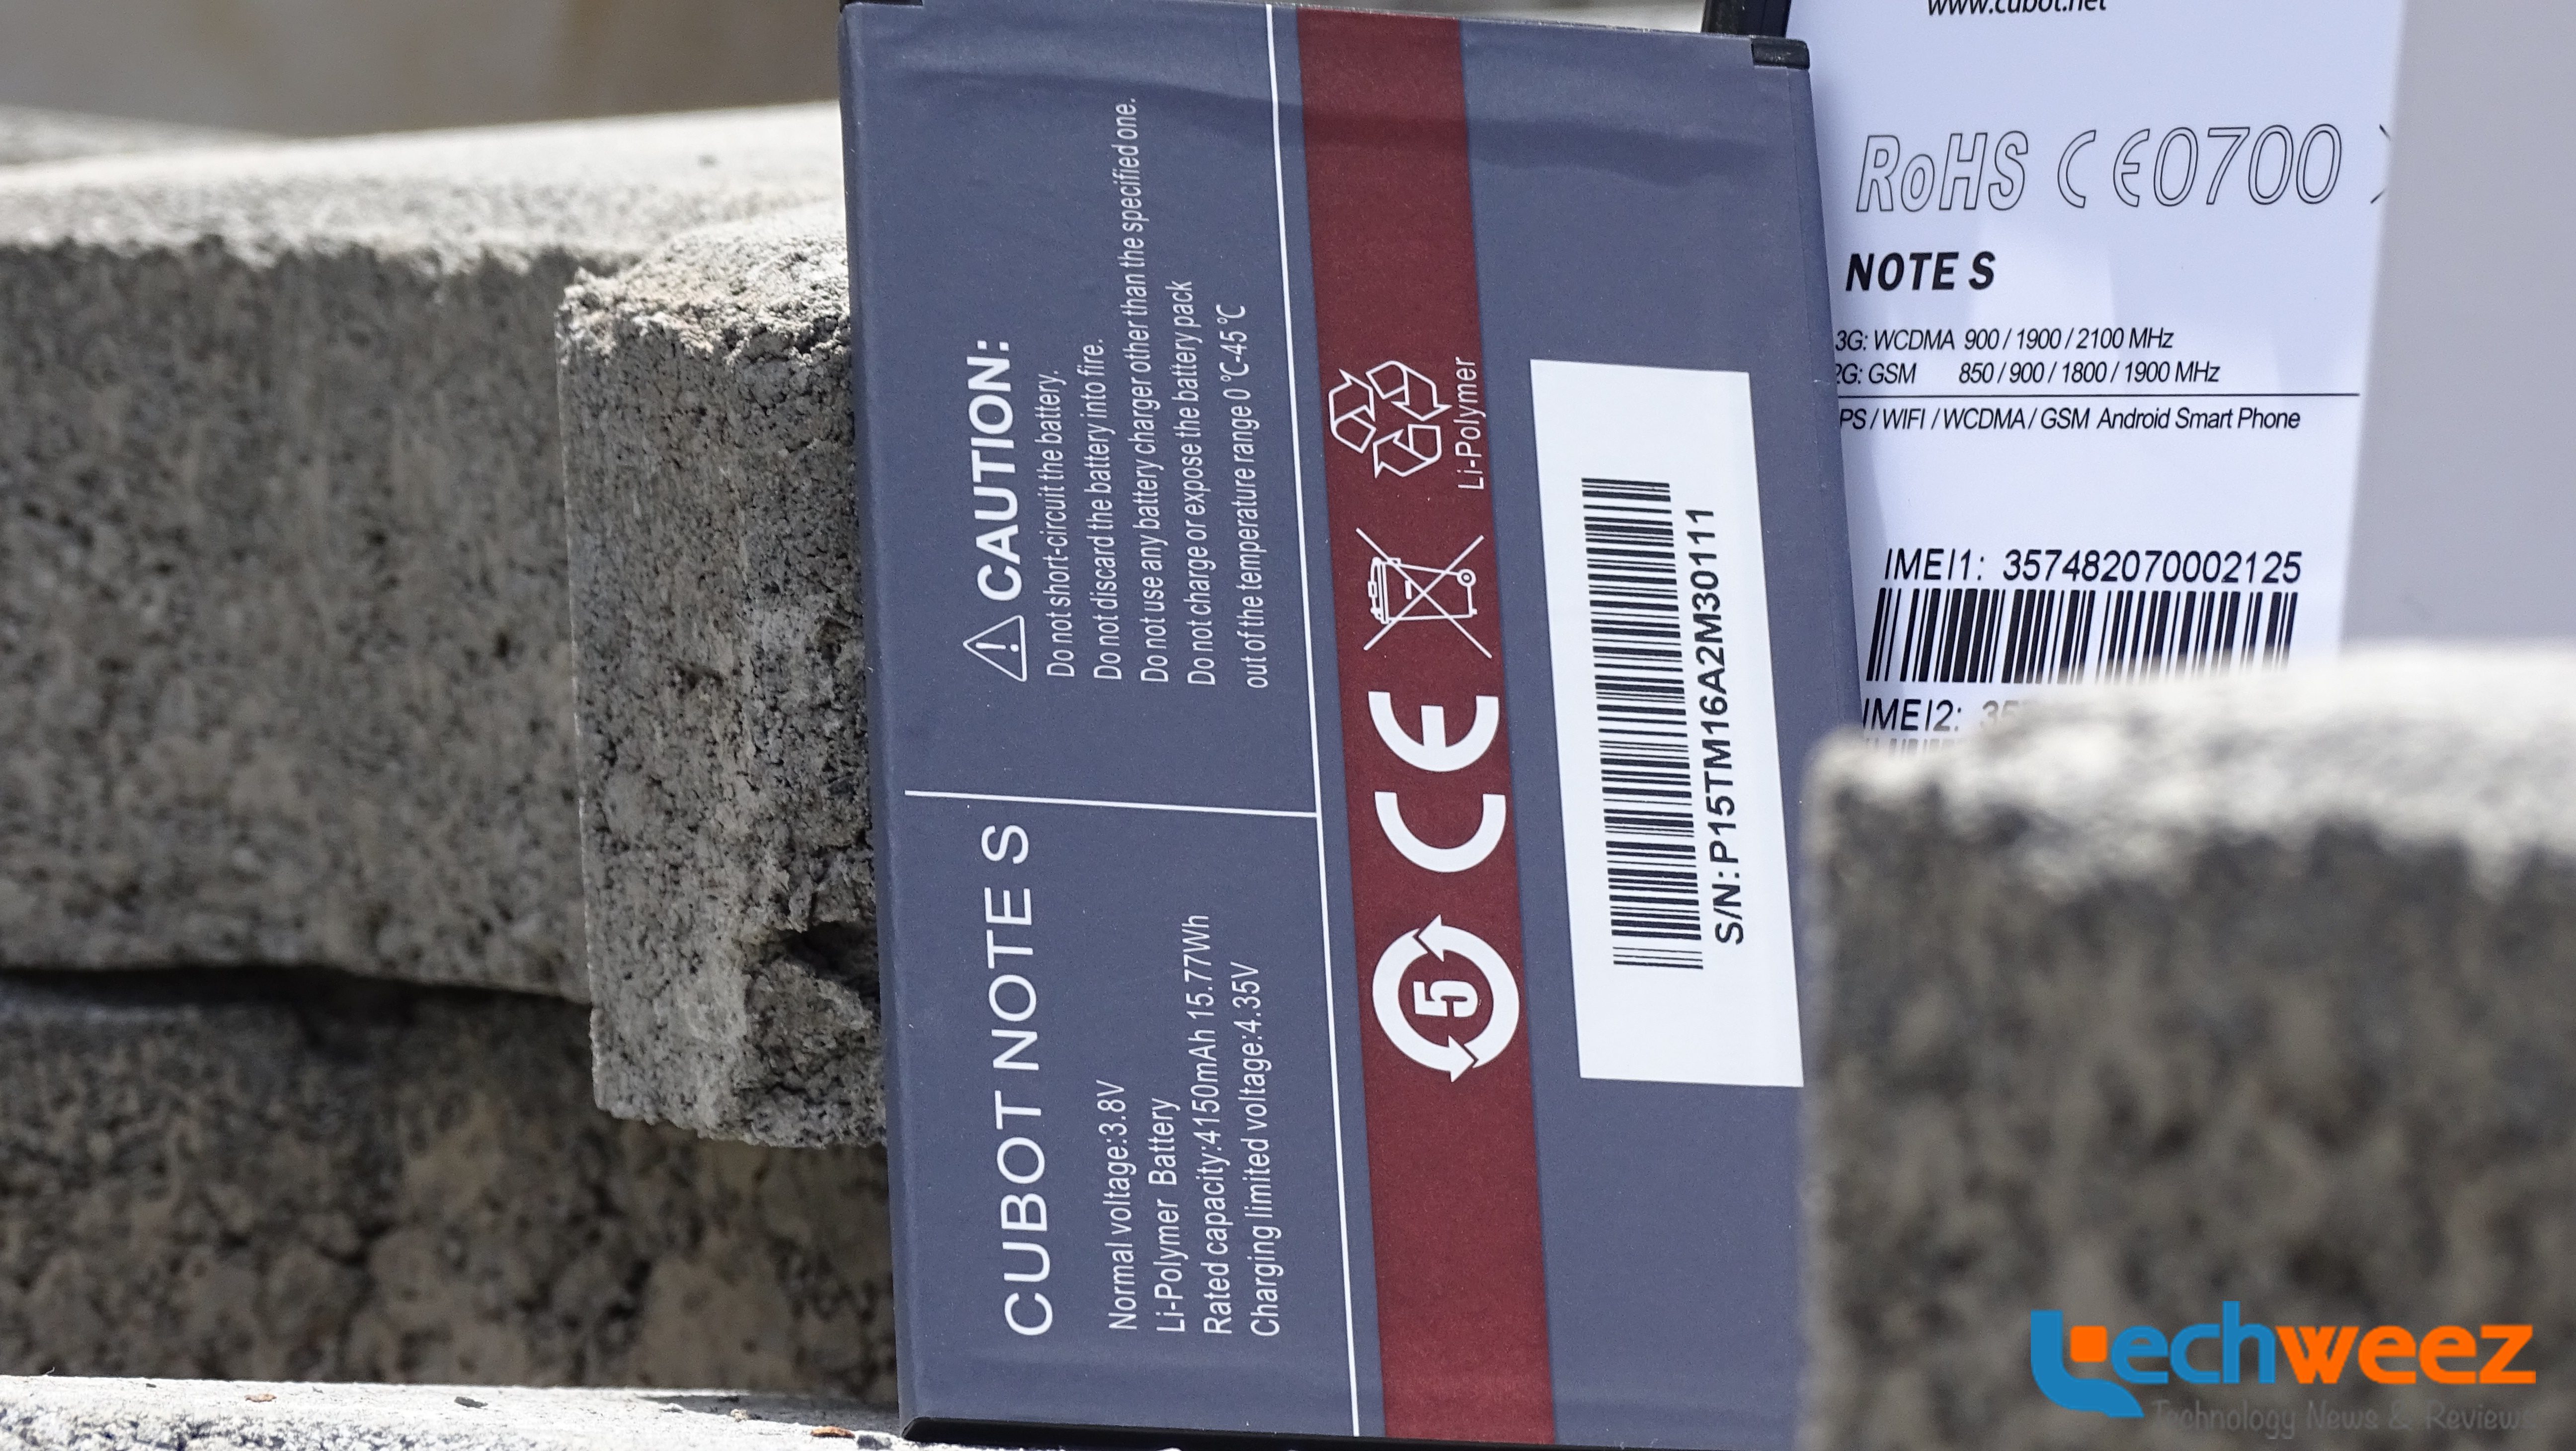 CUBOT NOTE S
Normal voltage:3.8V
Li-Polymer Battery
Rated capacity:4150mAh 15.77Wh
Charging limited voltage:4.35V
CAUTION:
Do not short-circuit the battery.
Do not discard the battery into fire.
Do not use any battery charger other than the specified one.
Do not charge or expose the battery pack
out of the temperature range 0°C-45°C
5
CE
Li-Polymer
S/N:P15TM16A2M30111
www.cubot.net
RoHS CE0700
NOTE S
3G: WCDMA 900 / 1900 / 2100 MHz
2G: GSM 850 / 900 / 1800 / 1900 MHz
PS / WIFI / WCDMA / GSM Android Smart Phone
IMEI1: 357482070002125
IMEI2: 35
techweez
Technology News & Reviews